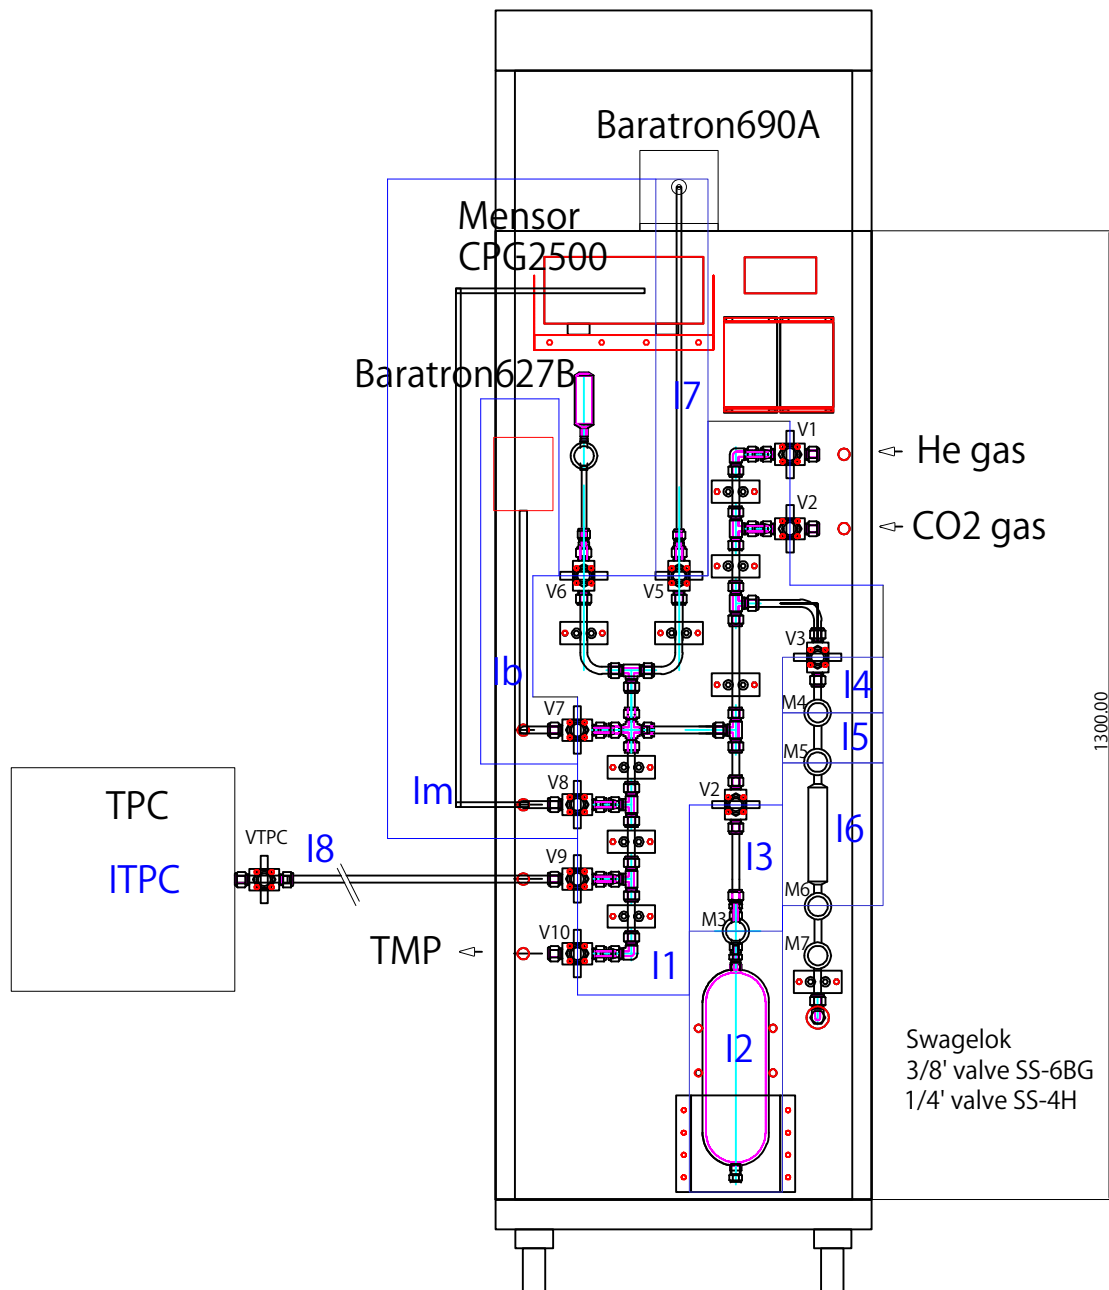 Baratron690A
Mensor
CPG2500
Baratron627B
I7
V1
He gas
V2
CO2 gas
V6
V5
V3
Ib
I4
M4
V7
I5
M5
1300.00
Im
V8
V2
TPC
VTPC
I8
V9
I3
I6
ITPC
M6
M3
V10
TMP
M7
I1
I2
Swagelok
3/8' valve SS-6BG
1/4' valve SS-4H